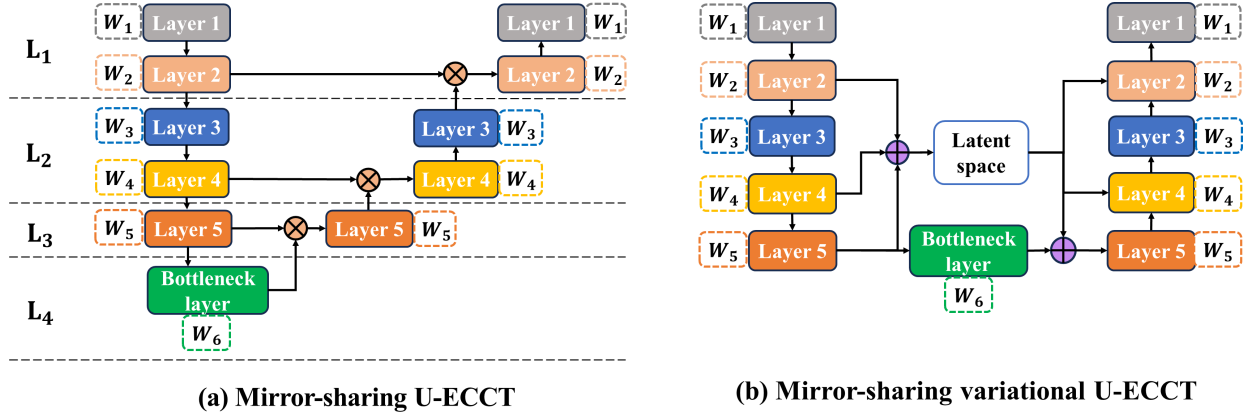 L₁
L₂
L₃
L₄
W₁ Layer 1
W₂ Layer 2
W₃ Layer 3
W₄ Layer 4
W₅ Layer 5
Bottleneck
layer
W₆
Layer 5 W₅
Layer 4 W₄
Layer 3 W₃
Layer 2 W₂
Layer 1 W₁
(a) Mirror-sharing U-ECCT
W₁ Layer 1
W₂ Layer 2
W₃ Layer 3
W₄ Layer 4
W₅ Layer 5
Latent
space
Bottleneck
layer
W₆
Layer 1 W₁
Layer 2 W₂
Layer 3 W₃
Layer 4 W₄
Layer 5 W₅
(b) Mirror-sharing variational U-ECCT